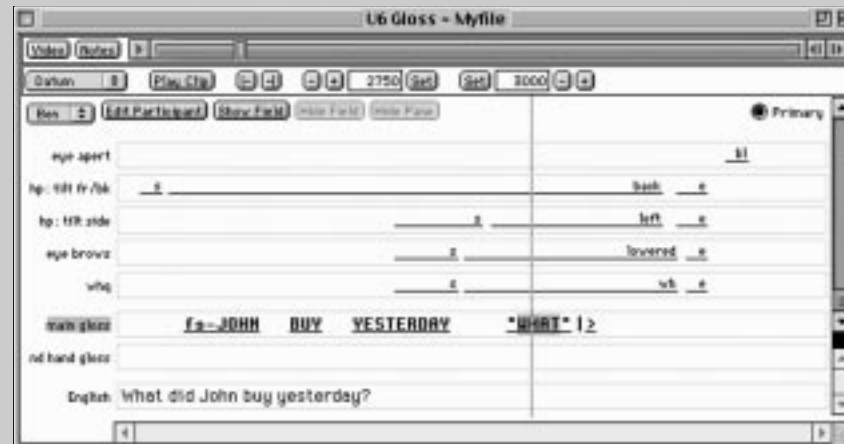 U6 Gloss - Myfile
Video Notes
Datum Play Clip - + 2750 Set Set 3000 - +
Ben Edit Participant Show Field Hide Field Hide Pane Primary
eye apert bl
hp: tilt fr/bk s back e
hp: tilt side s left e
eye brows s lowered e
whq s wh e
main gloss fs-JOHN BUY YESTERDAY "WHAT" |>
nd hand gloss
English What did John buy yesterday?